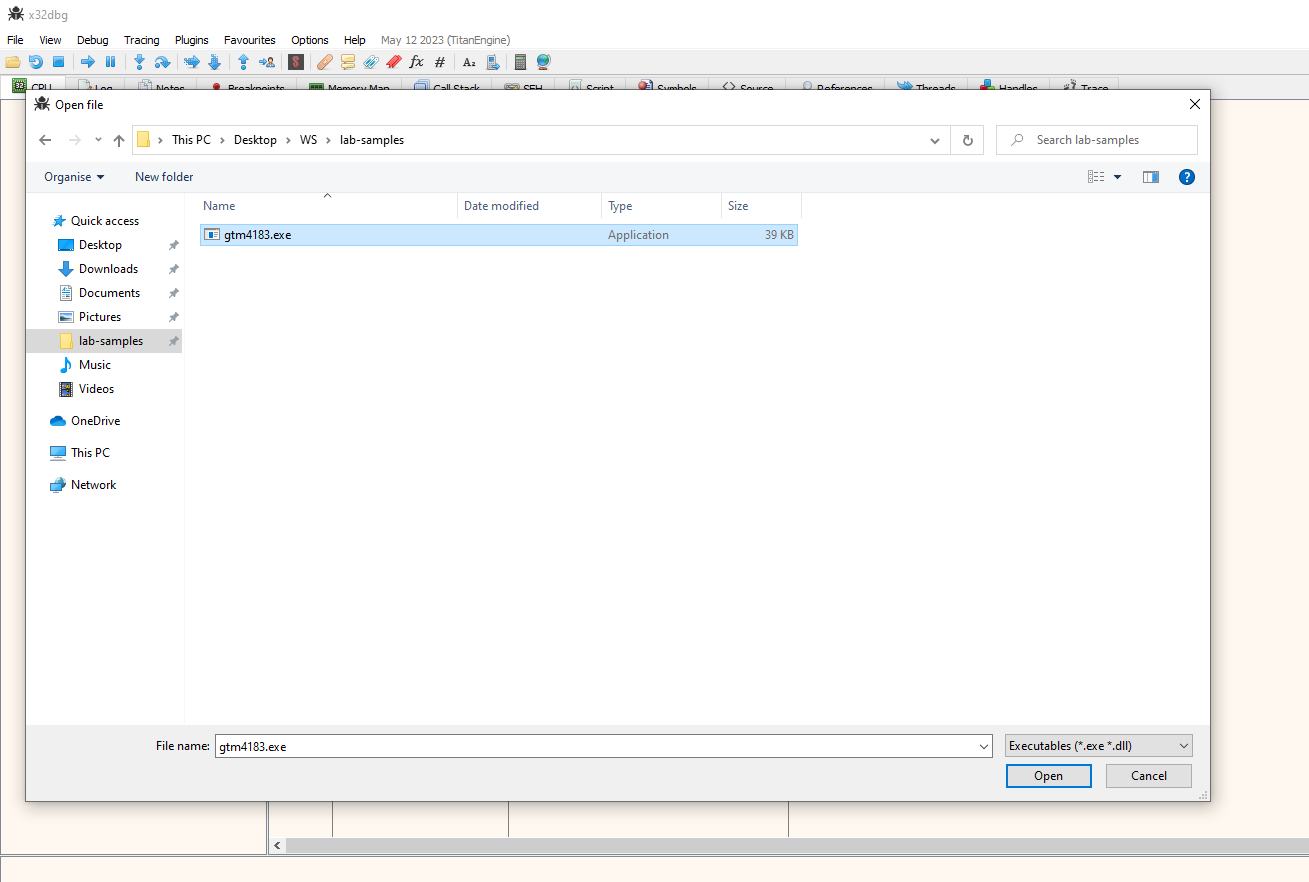 x32dbg
File View Debug Tracing Plugins Favourites Options Help May 12 2023 (TitanEngine)
CPU Log Notes Breakpoints Memory Map Call Stack SEH Script Symbols Source References Threads Handles Trace
Open file
This PC Desktop WS lab-samples Search lab-samples
Organise New folder
Name Date modified Type Size
gtm4183.exe Application 39 KB
Quick access
Desktop
Downloads
Documents
Pictures
lab-samples
Music
Videos
OneDrive
This PC
Network
File name: gtm4183.exe Executables (*.exe *.dll)
Open Cancel